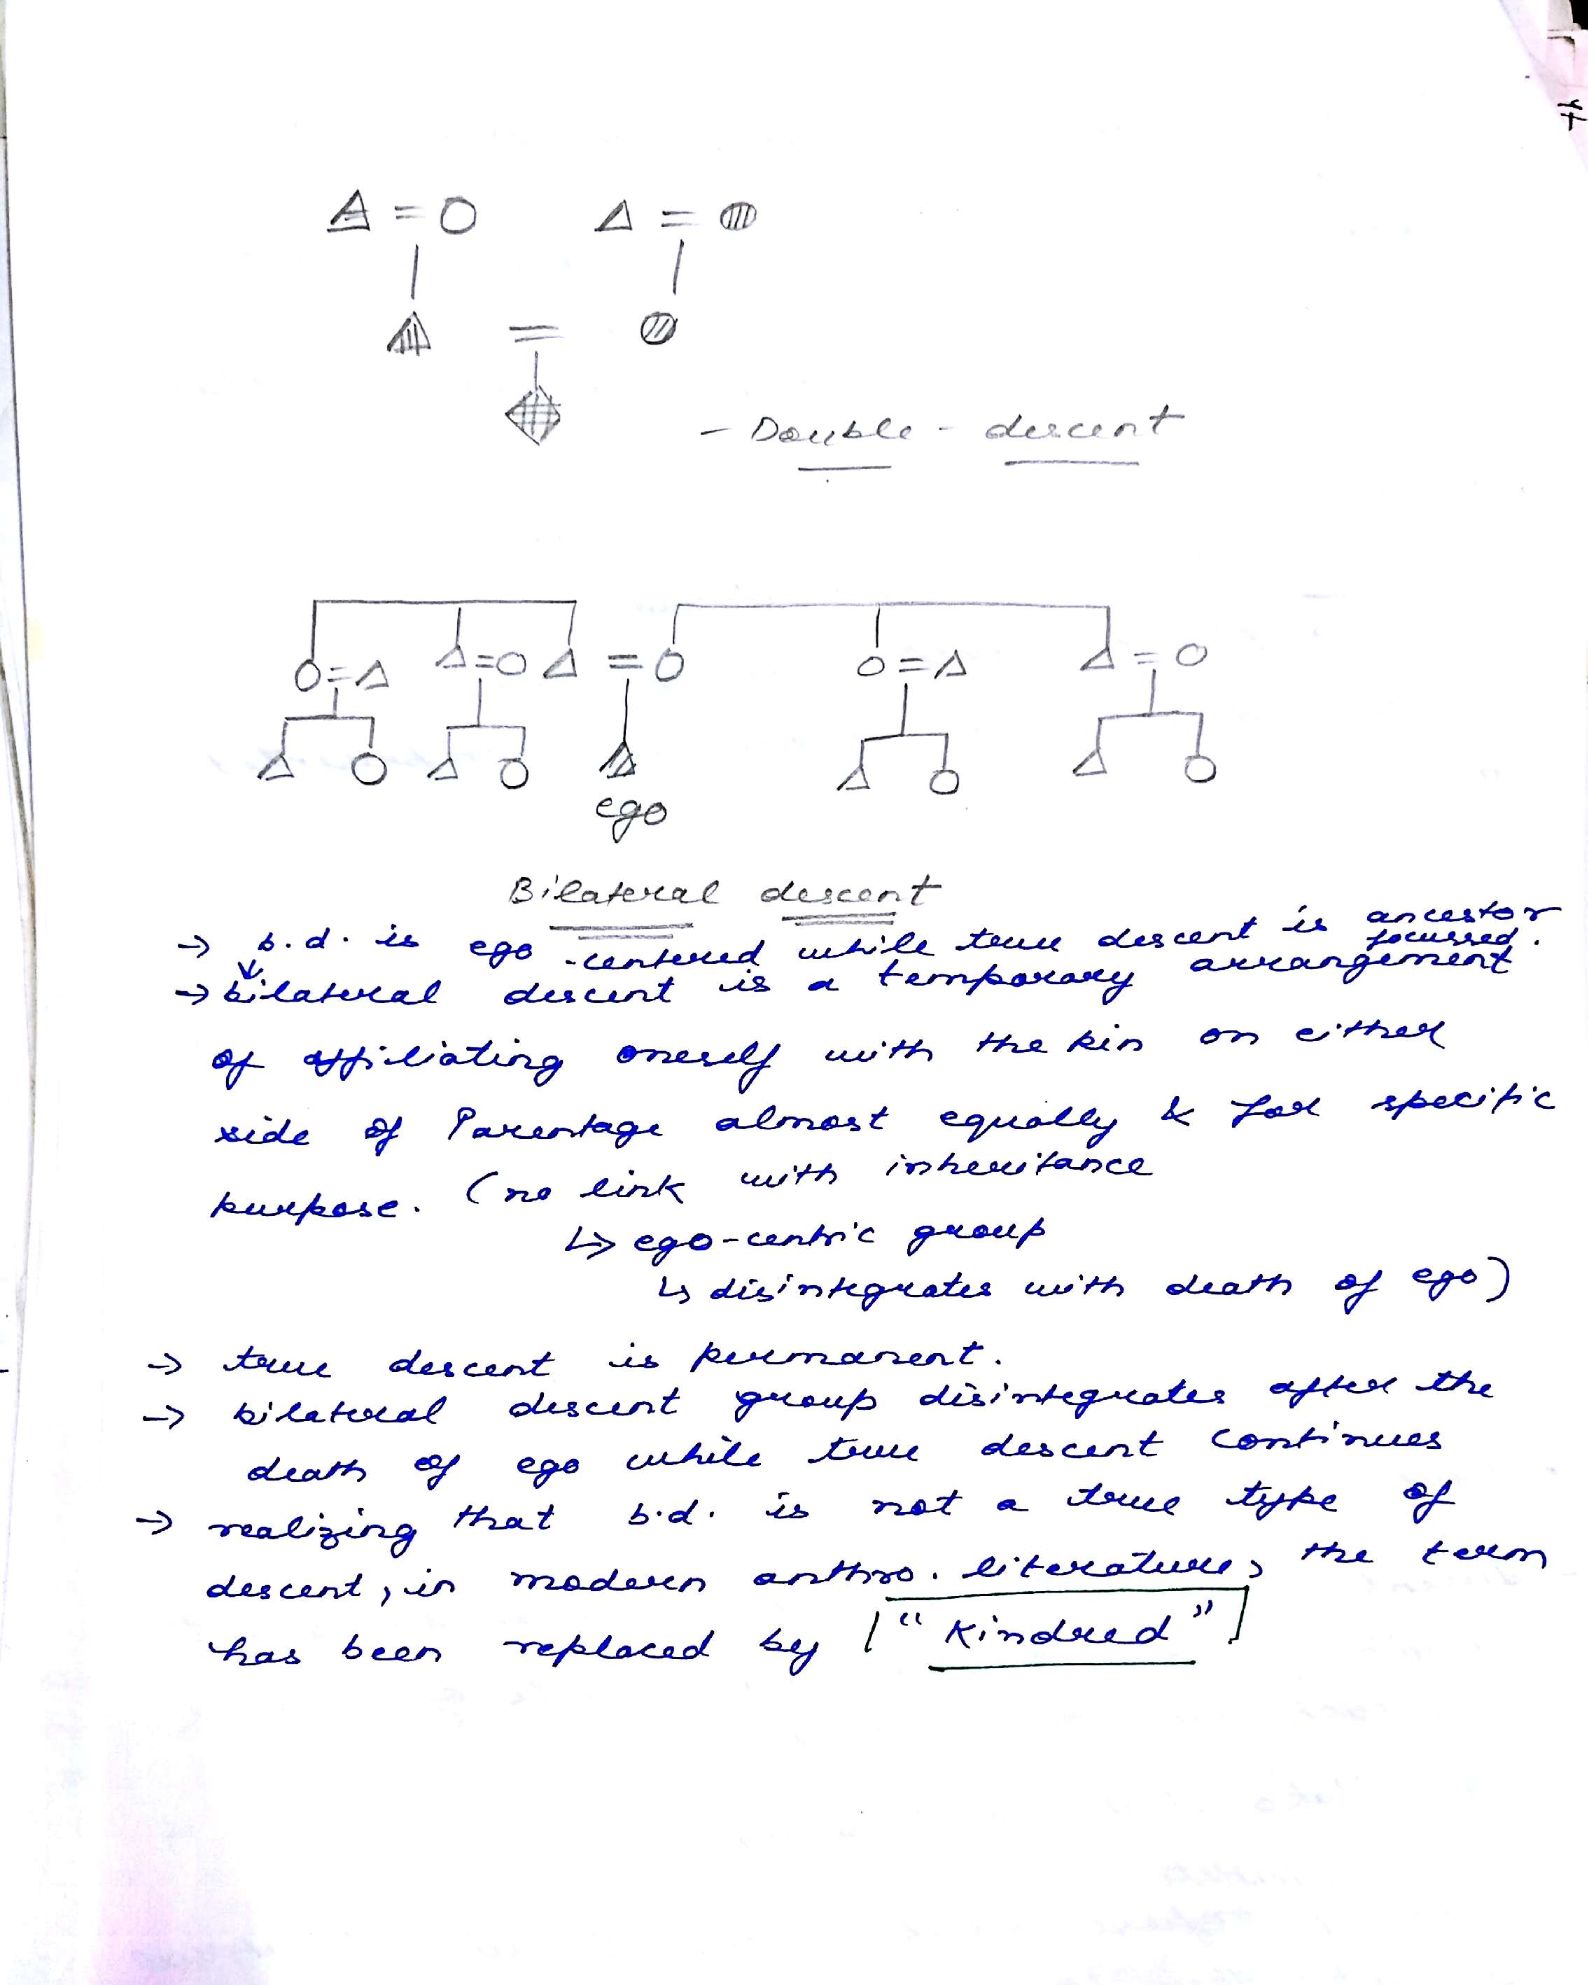 - Double - descent
ego
Bilateral descent
→ b.d. is ego -centered while true descent is ancestor focussed.
→ bilateral descent is a temporary arrangement
of affiliating oneself with the kin on either
side of Parentage almost equally & for specific
purpose. (no link with inheritance
↳ ego-centric group
↳ disintegrates with death of ego)
→ true descent is permanent.
→ bilateral descent group disintegrates after the
death of ego while true descent continues
→ realizing that b.d. is not a true type of
descent, in modern anthro. literatures, the term
has been replaced by ["Kindred"]